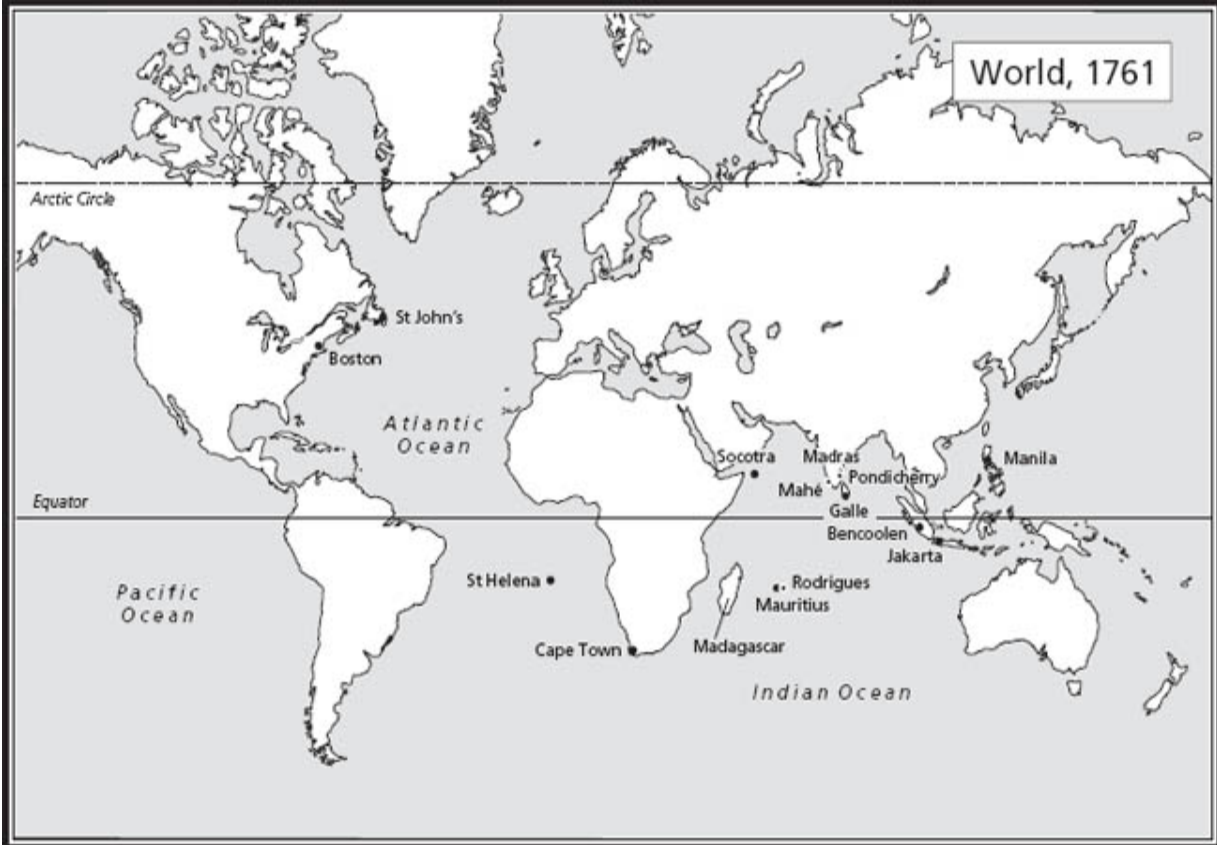 World, 1761
Arctic Circle
St John's
Boston
Atlantic
Ocean
Socotra
Madras
Manila
Pondicherry
Mahé
Equator
Galle
Bencoolen
Jakarta
St Helena
Rodrigues
Mauritius
Pacific
Ocean
Cape Town
Madagascar
Indian Ocean